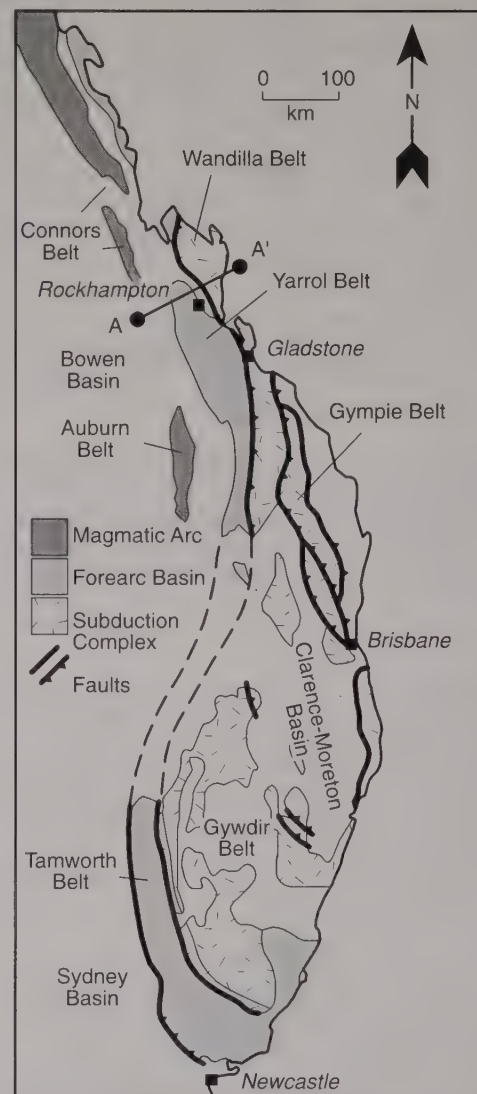 0 100
km
N
Wandilla Belt
Connors
Belt
A'
Rockhampton
Yarrol Belt
A
Gladstone
Bowen
Basin
Gympie Belt
Auburn
Belt
Magmatic Arc
Forearc Basin
Subduction
Complex
Faults
Brisbane
Clarence-Moreton
Basin
Gywdir
Belt
Tamworth
Belt
Sydney
Basin
Newcastle